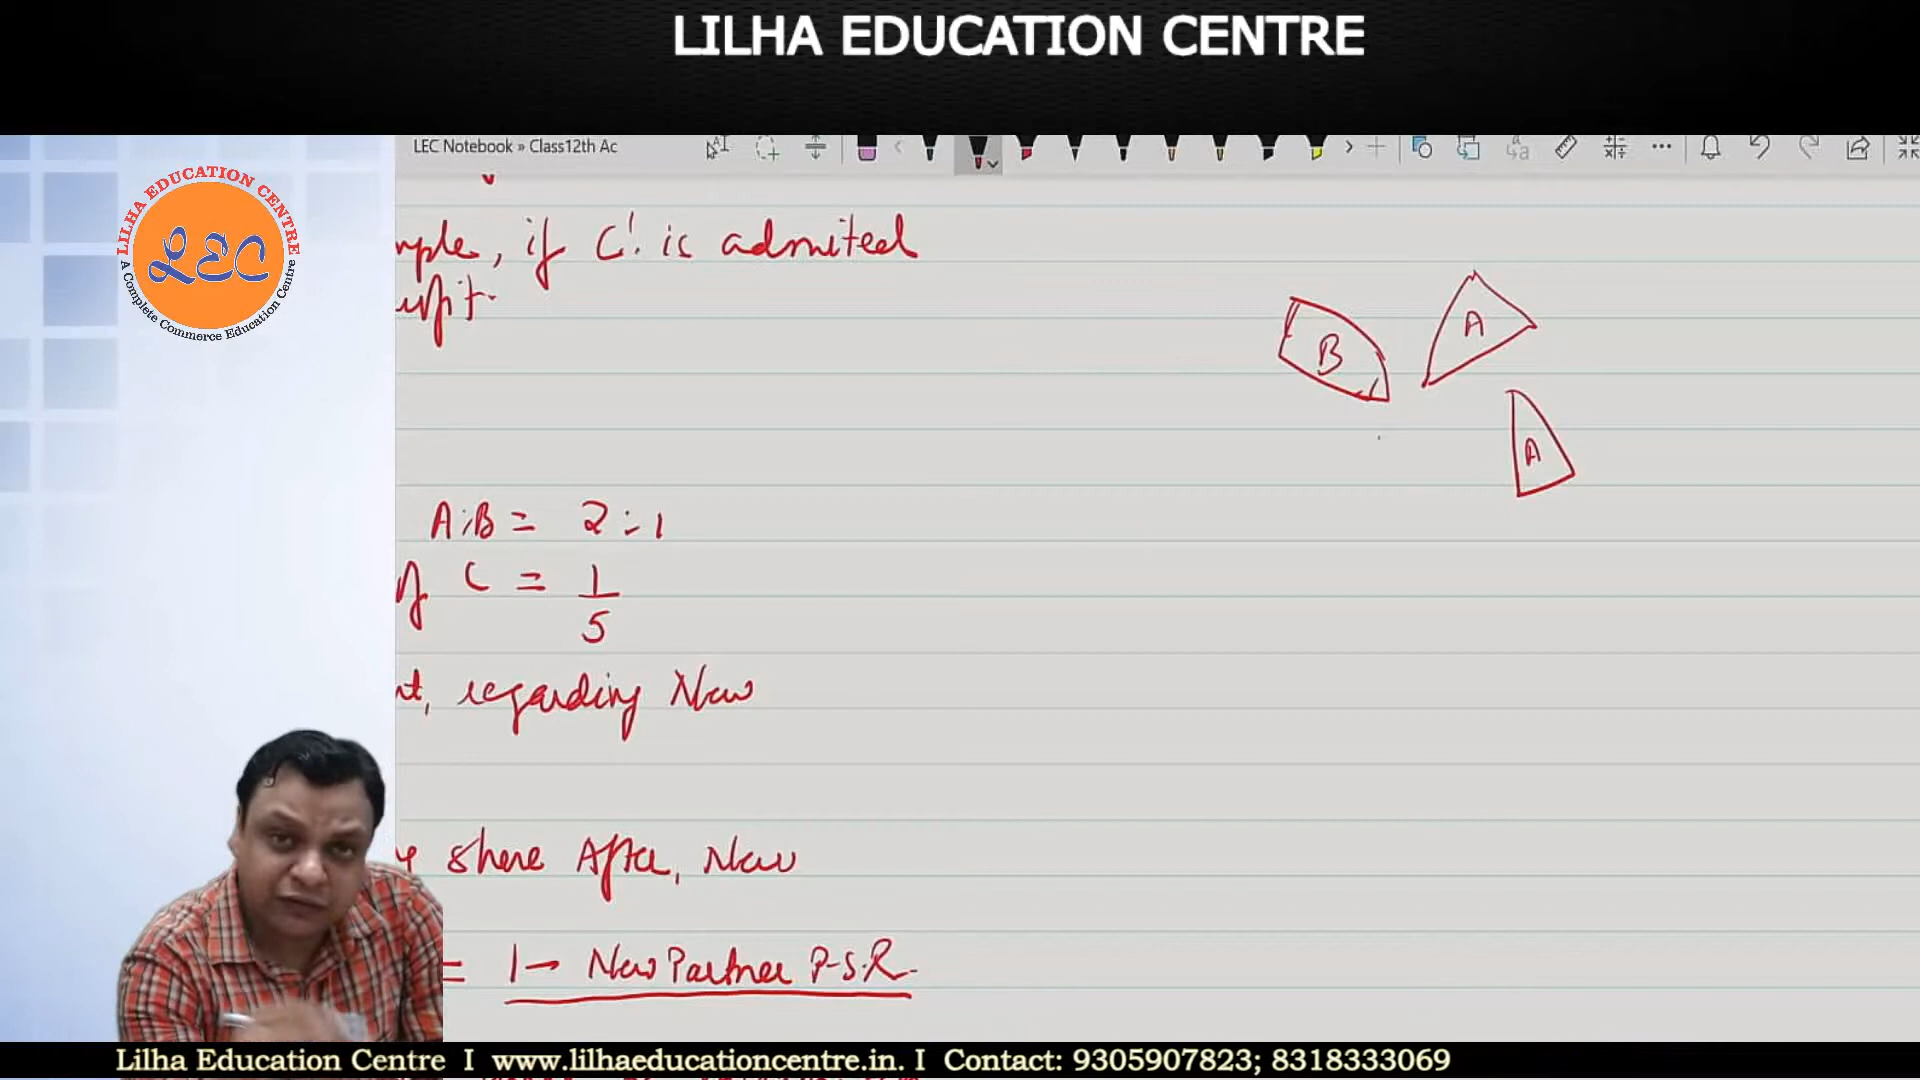 LILHA EDUCATION CENTRE
LEC Notebook » Class12th Ac
LILHA EDUCATION CENTRE
LEC
A Complete Commerce Education Centre
mple, if C'. is admited
B
A
A
A:B = 2:1
of C = 1
5
nt, regarding New
share After, New
= 1 - New Partner P.S.R.
Lilha Education Centre I www.lilhaeducationcentre.in. I Contact: 9305907823; 8318333069